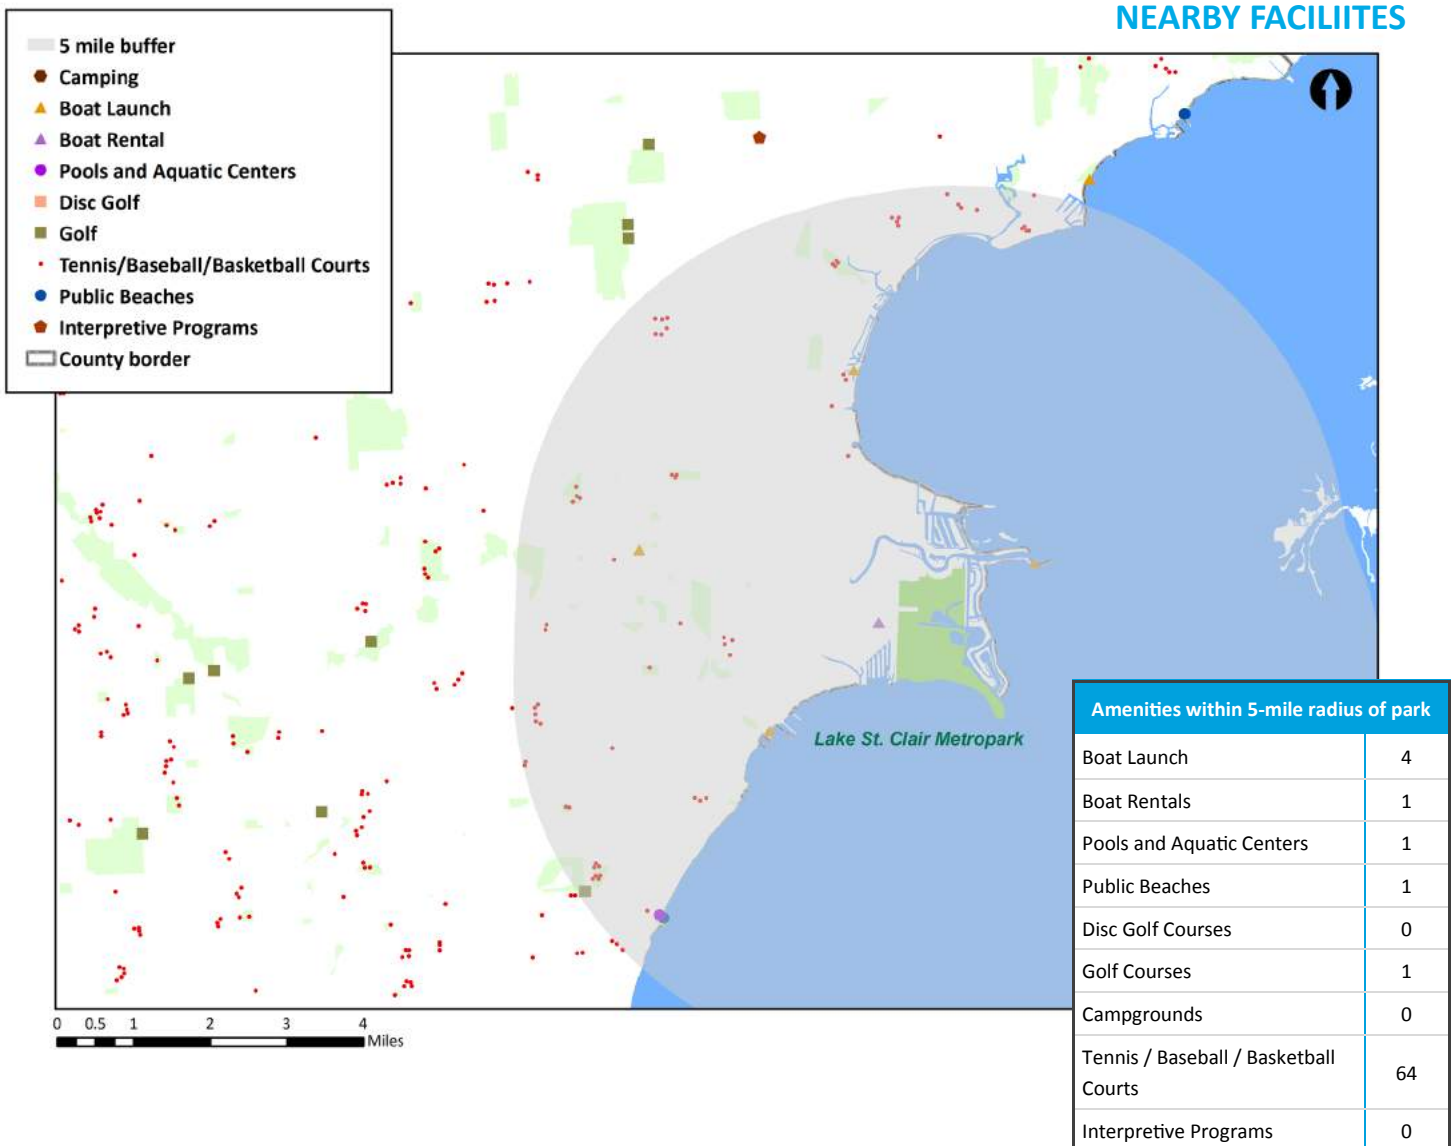 NEARBY FACILIITES
5 mile buffer
Camping
Boat Launch
Boat Rental
Pools and Aquatic Centers
Disc Golf
Golf
Tennis/Baseball/Basketball Courts
Public Beaches
Interpretive Programs
County border
Lake St. Clair Metropark
0 0.5 1 2 3 4
Miles
Amenities within 5-mile radius of park
Boat Launch 4
Boat Rentals 1
Pools and Aquatic Centers 1
Public Beaches 1
Disc Golf Courses 0
Golf Courses 1
Campgrounds 0
Tennis / Baseball / Basketball
Courts 64
Interpretive Programs 0